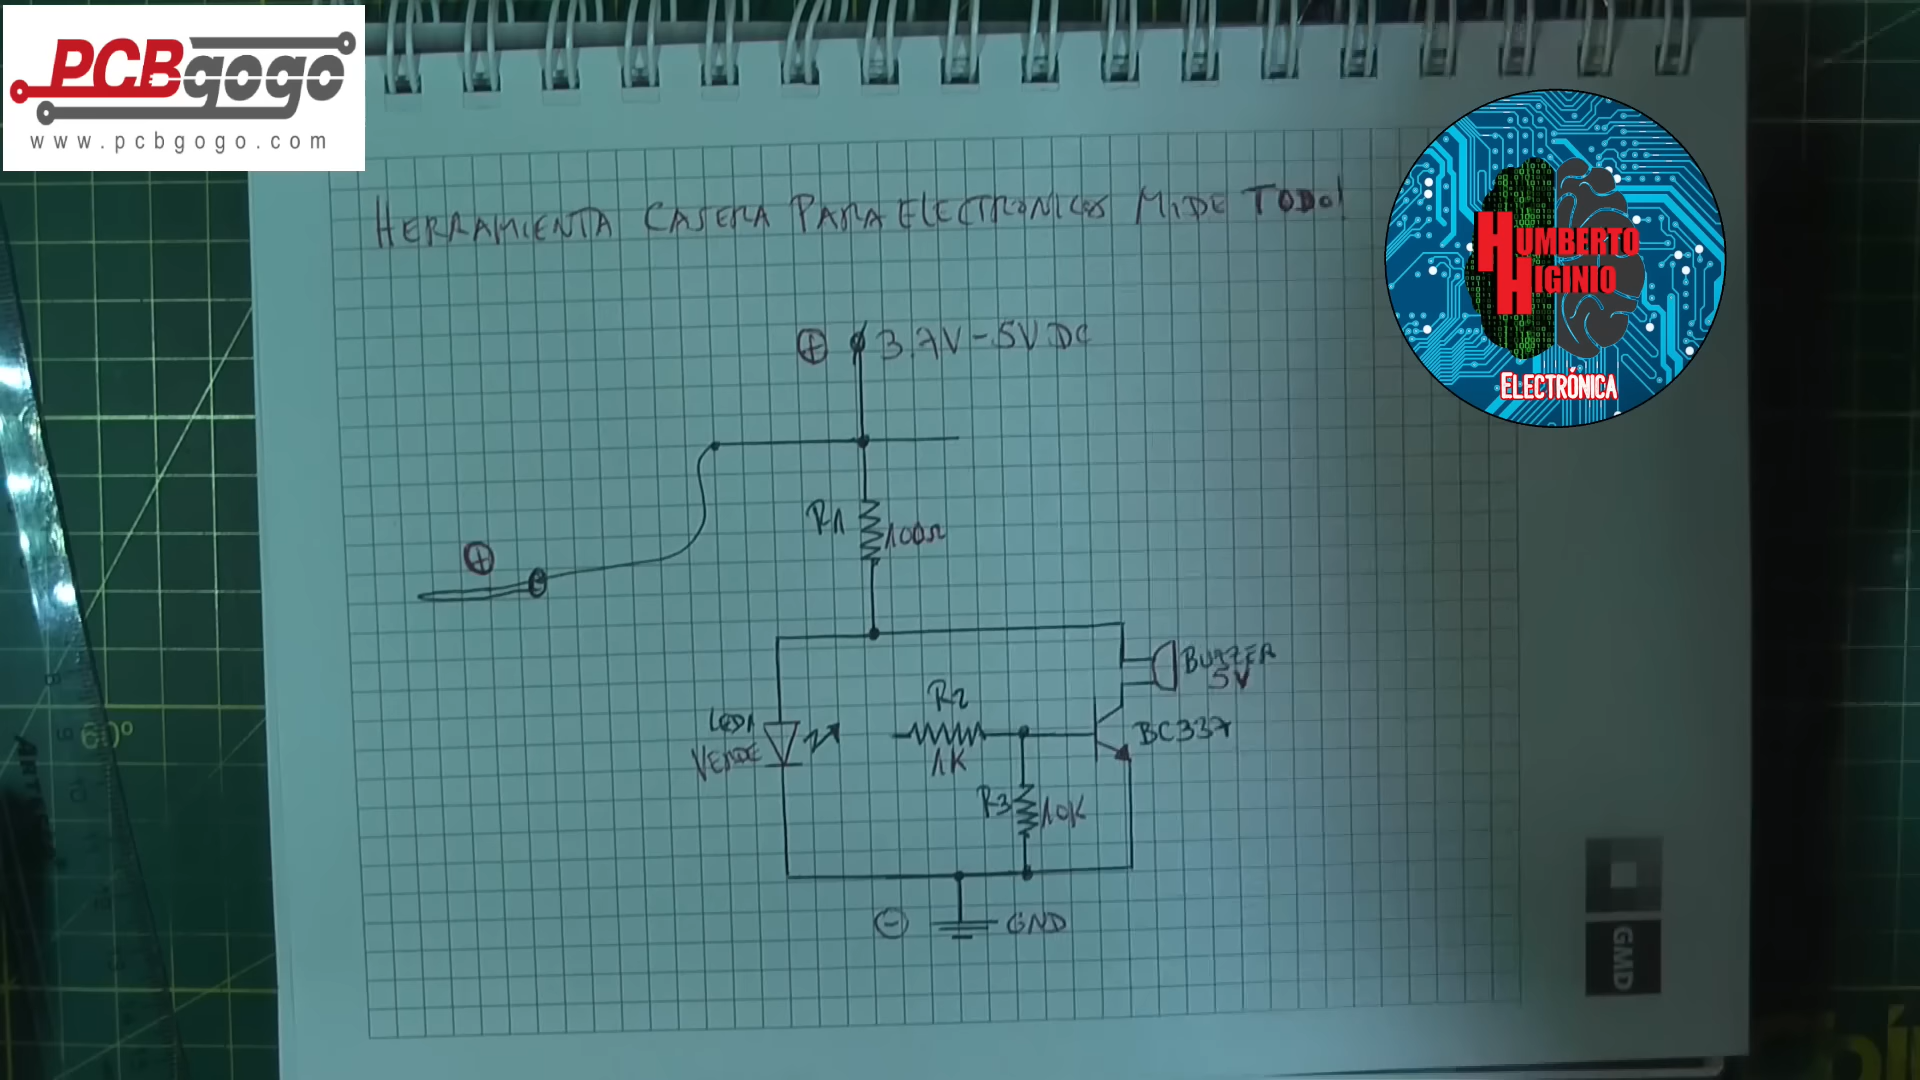 PCBgogo
www.pcbgogo.com
HERRAMIENTA CASERA PARA ELECTRONICOS MIDE TODO!
HUMBERTO
HIGINIO
ELECTRÓNICA
+ 3.7V - 5V DC
R1
100Ω
+
BUZZER
5V
R2
LED1
VERDE
1K
BC337
R3
10K
- GND
GMD
60°